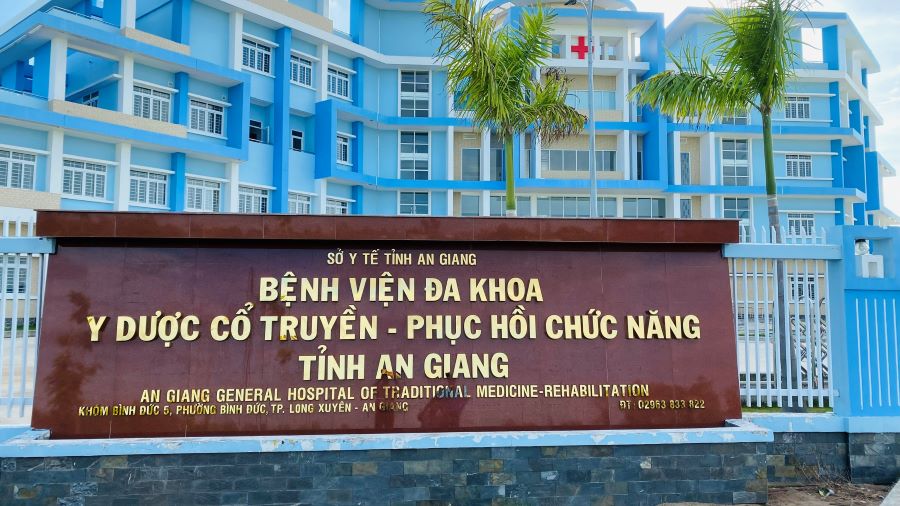 SỞ Y TẾ TỈNH AN GIANG
BỆNH VIỆN ĐA KHOA
Y DƯỢC CỔ TRUYỀN - PHỤC HỒI CHỨC NĂNG
TỈNH AN GIANG
AN GIANG GENERAL HOSPITAL OF TRADITIONAL MEDICINE-REHABILITATION
KHÓM BÌNH ĐỨC 5, PHƯỜNG BÌNH ĐỨC, TP. LONG XUYÊN - AN GIANG ĐT: 02963 833 822